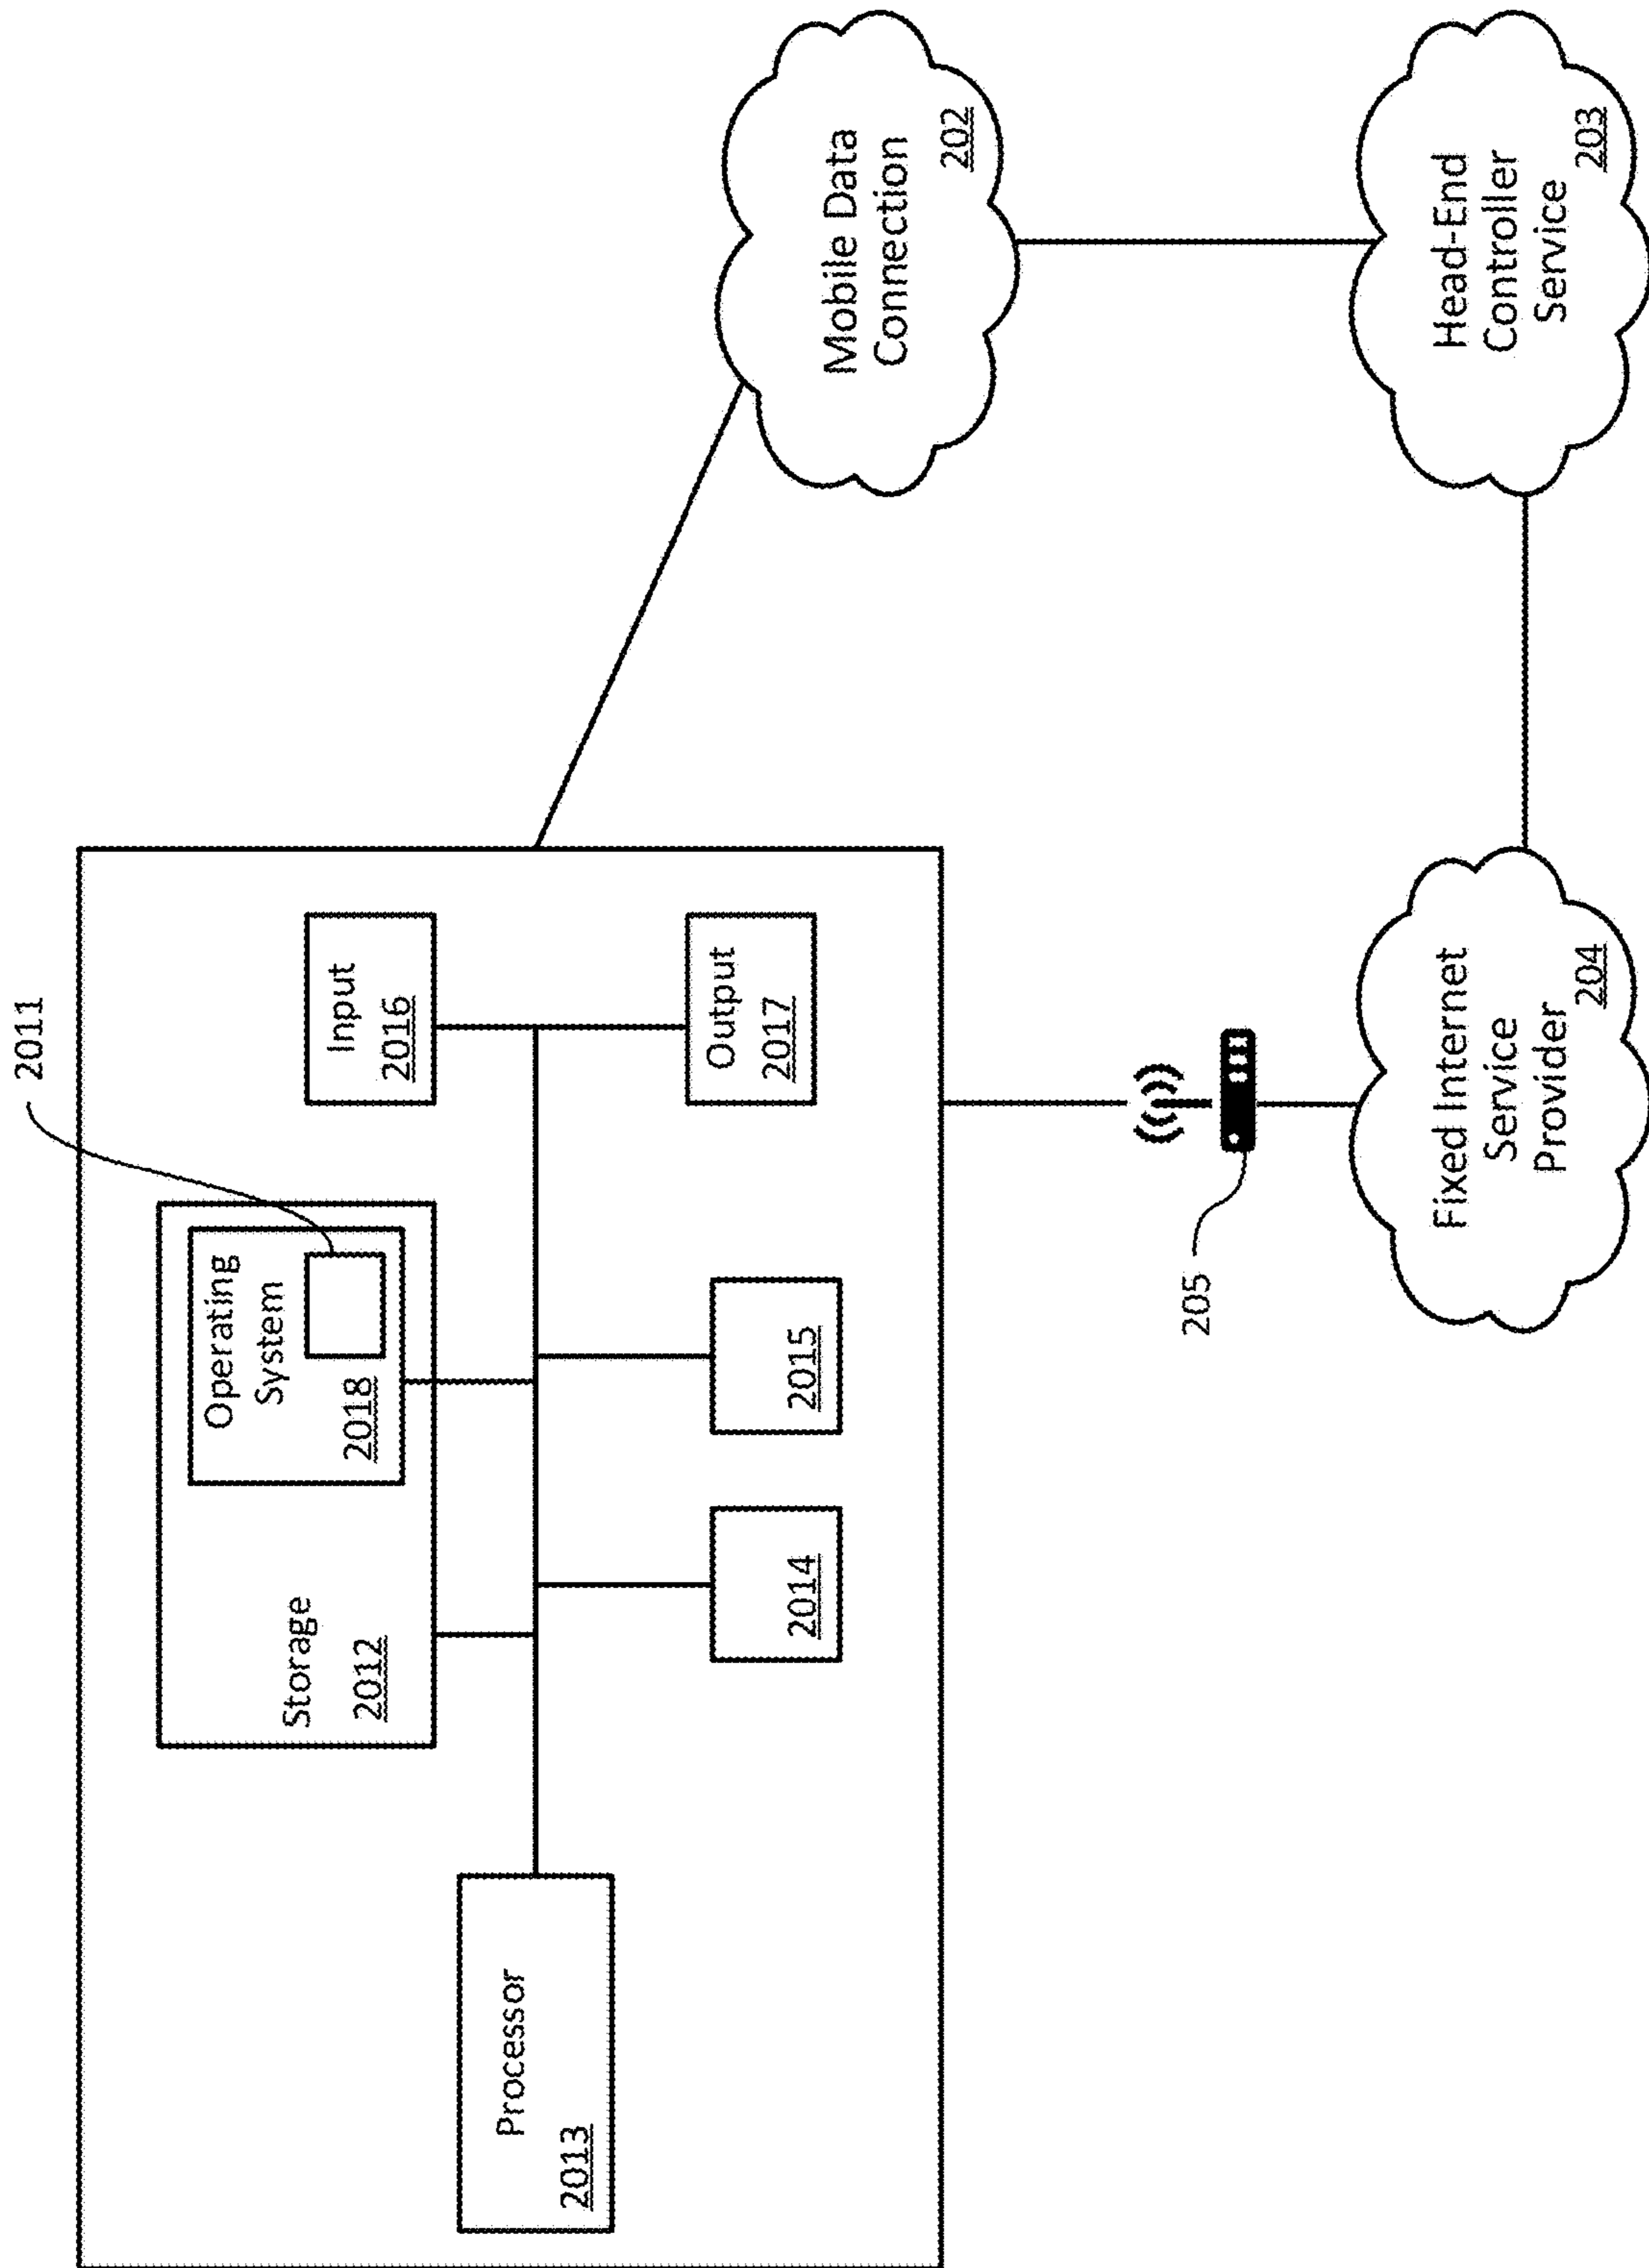 2011
Operating
System
2018
Storage
2012
Input
2016
Processor
2013
2014
2015
Output
2017
Mobile Data
Connection
202
205
Fixed Internet
Service
Provider
204
Head-End
Controller
Service
203